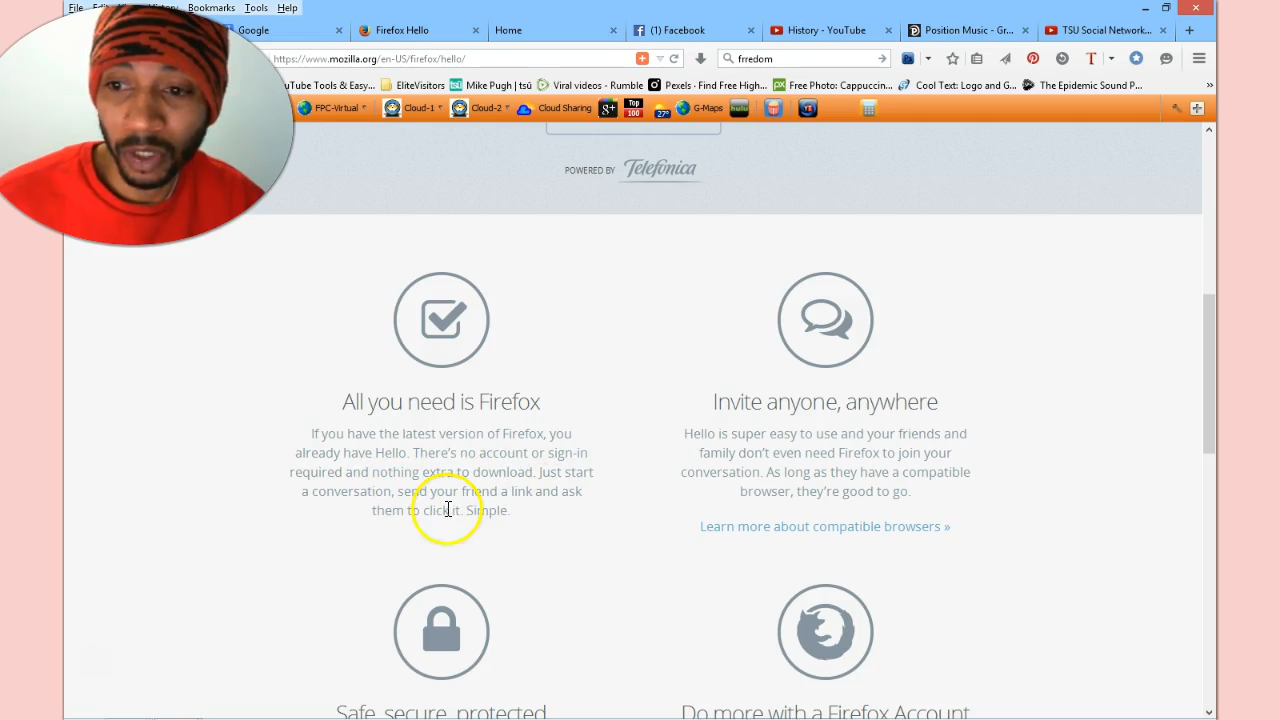 File Edit View History Bookmarks Tools Help
Google Firefox Hello Home (1) Facebook History - YouTube Position Music - Gr... TSU Social Network...
https://www.mozilla.org/en-US/firefox/hello/ frredom
uTube Tools & Easy... EliteVisitors Mike Pugh | tsū Viral videos - Rumble Pexels · Find Free High... Free Photo: Cappuccin... Cool Text: Logo and G... The Epidemic Sound P... »
FPC-Virtual Cloud-1 Cloud-2 Cloud Sharing g+ Top 100 27° G-Maps hulu
POWERED BY Telefonica
All you need is Firefox
If you have the latest version of Firefox, you
already have Hello. There's no account or sign-in
required and nothing extra to download. Just start
a conversation, send your friend a link and ask
them to click it. Simple.
Invite anyone, anywhere
Hello is super easy to use and your friends and
family don't even need Firefox to join your
conversation. As long as they have a compatible
browser, they're good to go.
Learn more about compatible browsers »
Safe, secure, protected
Do more with a Firefox Account